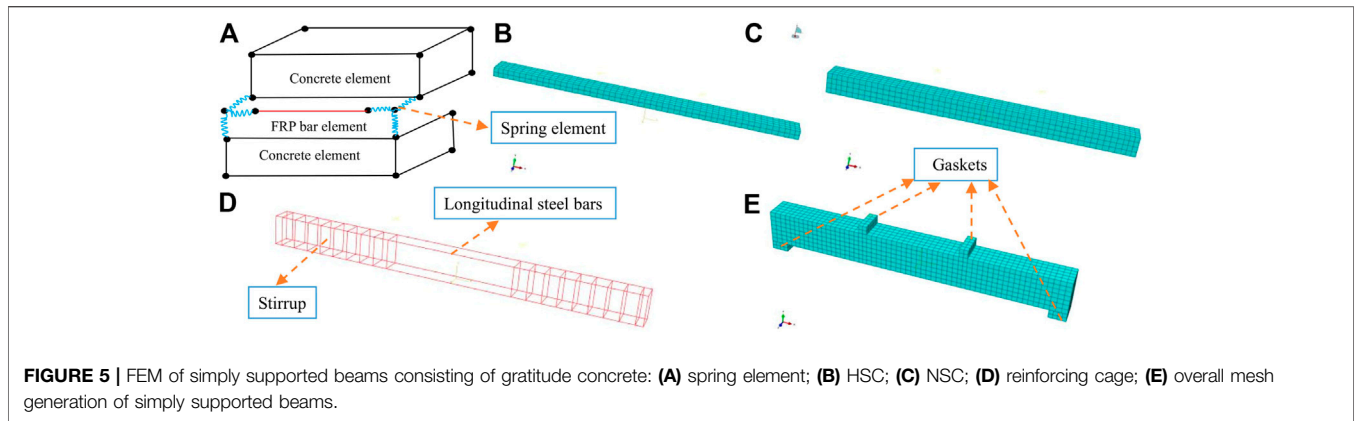 A
Concrete element
FRP bar element
Concrete element
Spring element
B
C
D
Longitudinal steel bars
Stirrup
Gaskets
E
FIGURE 5 | FEM of simply supported beams consisting of gratitude concrete: (A) spring element; (B) HSC; (C) NSC; (D) reinforcing cage; (E) overall mesh
generation of simply supported beams.